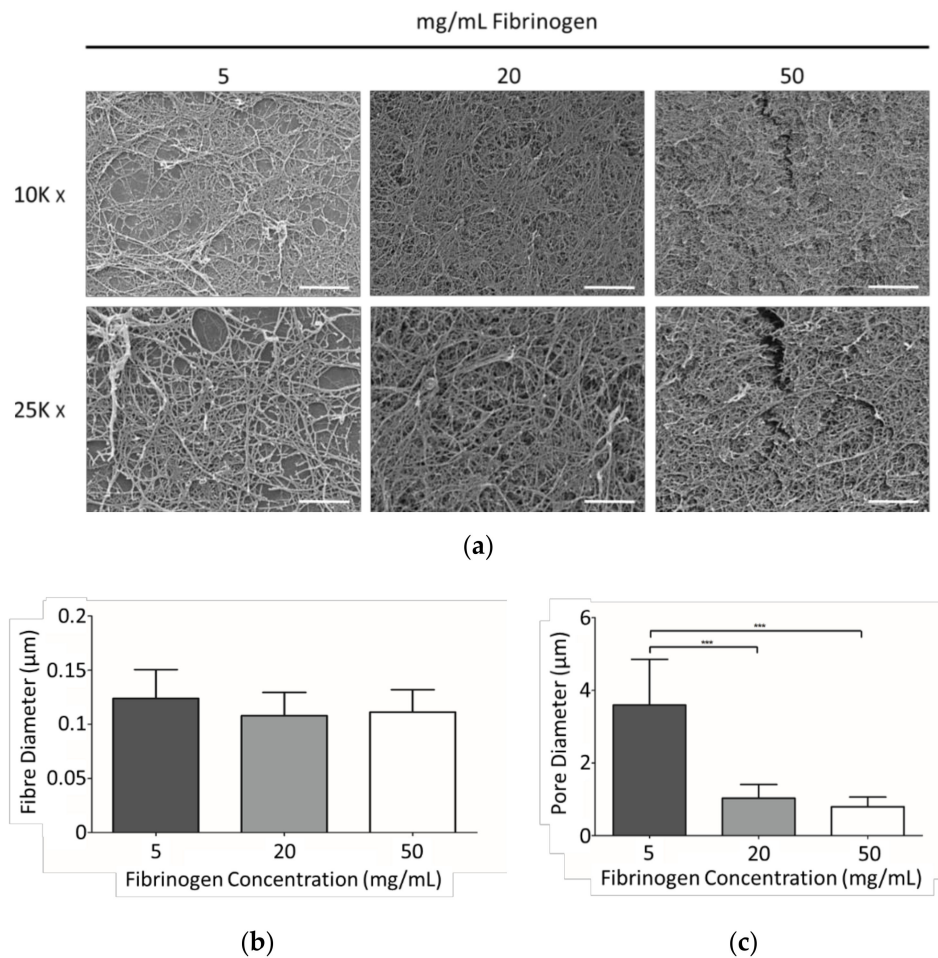 mg/mL Fibrinogen
5 20 50
10K x
25K x
(a)
0.2
0.15
0.1
0.05
0
Fibre Diameter (µm)
5 20 50
Fibrinogen Concentration (mg/mL)
(b)
6
4
2
0
Pore Diameter (µm)
***
***
5 20 50
Fibrinogen Concentration (mg/mL)
(c)